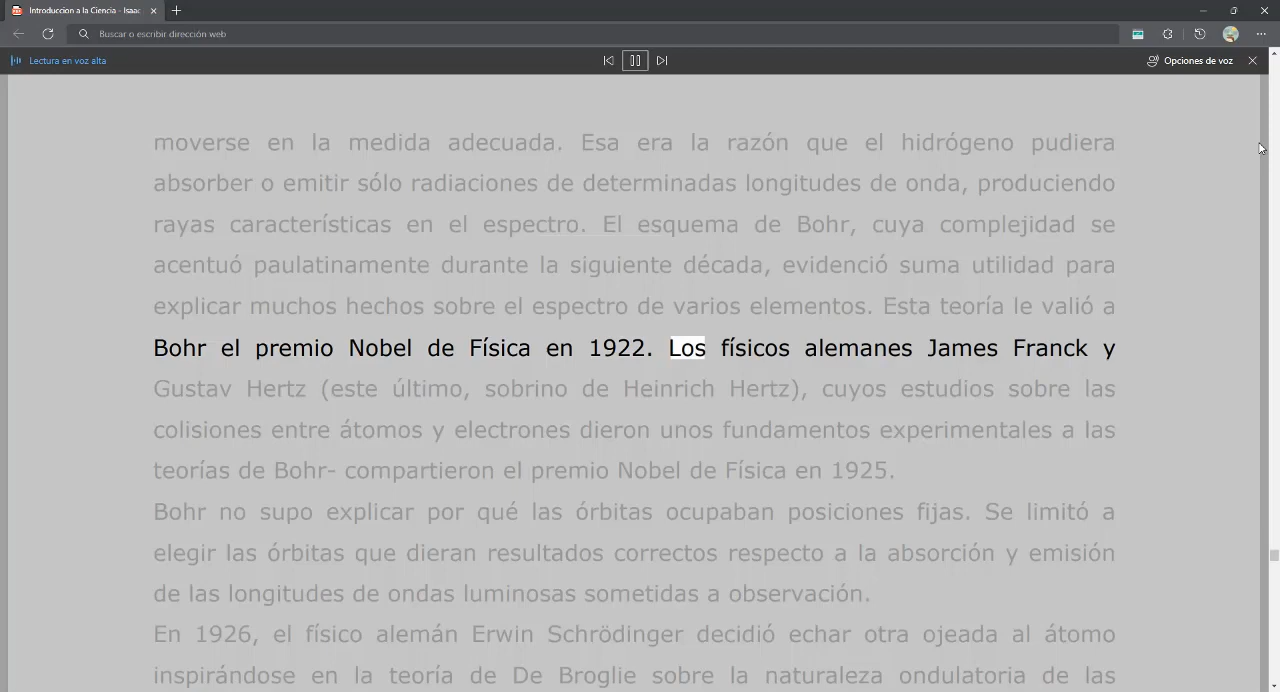 Introduccion a la Ciencia - Isaac
Buscar o escribir dirección web
Lectura en voz alta
Opciones de voz
moverse en la medida adecuada. Esa era la razón que el hidrógeno pudiera
absorber o emitir sólo radiaciones de determinadas longitudes de onda, produciendo
rayas características en el espectro. El esquema de Bohr, cuya complejidad se
acentuó paulatinamente durante la siguiente década, evidenció suma utilidad para
explicar muchos hechos sobre el espectro de varios elementos. Esta teoría le valió a
Bohr el premio Nobel de Física en 1922. Los físicos alemanes James Franck y
Gustav Hertz (este último, sobrino de Heinrich Hertz), cuyos estudios sobre las
colisiones entre átomos y electrones dieron unos fundamentos experimentales a las
teorías de Bohr- compartieron el premio Nobel de Física en 1925.
Bohr no supo explicar por qué las órbitas ocupaban posiciones fijas. Se limitó a
elegir las órbitas que dieran resultados correctos respecto a la absorción y emisión
de las longitudes de ondas luminosas sometidas a observación.
En 1926, el físico alemán Erwin Schrödinger decidió echar otra ojeada al átomo
inspirándose en la teoría de De Broglie sobre la naturaleza ondulatoria de las